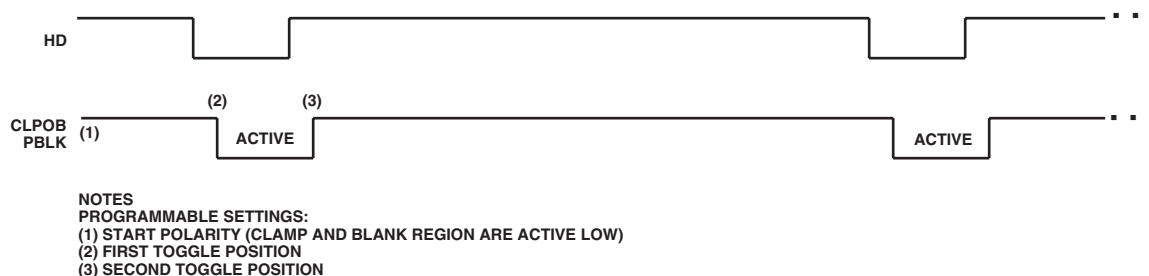 HD
(2) (3)
CLPOB
PBLK
(1)
ACTIVE ACTIVE
NOTES
PROGRAMMABLE SETTINGS:
(1) START POLARITY (CLAMP AND BLANK REGION ARE ACTIVE LOW)
(2) FIRST TOGGLE POSITION
(3) SECOND TOGGLE POSITION